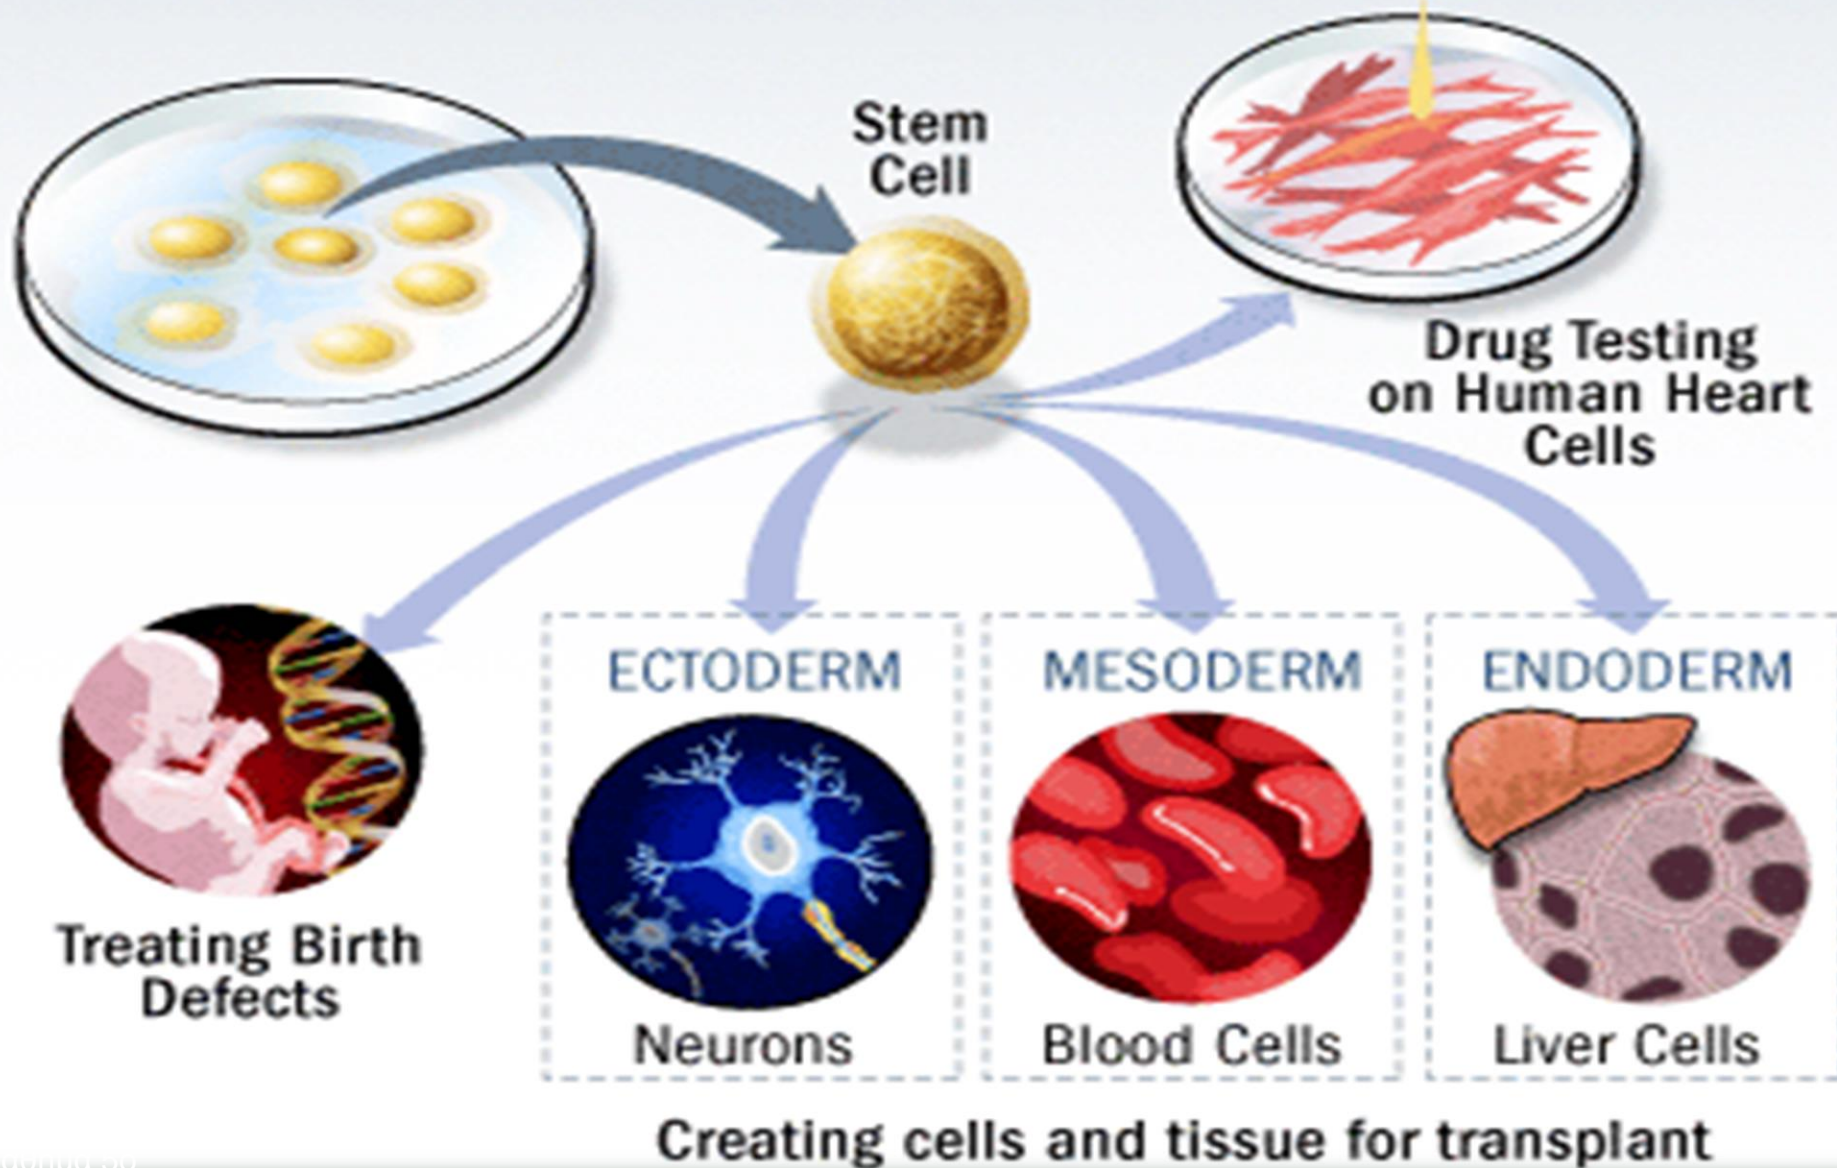 Stem
Cell
Drug Testing
on Human Heart
Cells
Treating Birth
Defects
ECTODERM
Neurons
MESODERM
Blood Cells
ENDODERM
Liver Cells
Creating cells and tissue for transplant